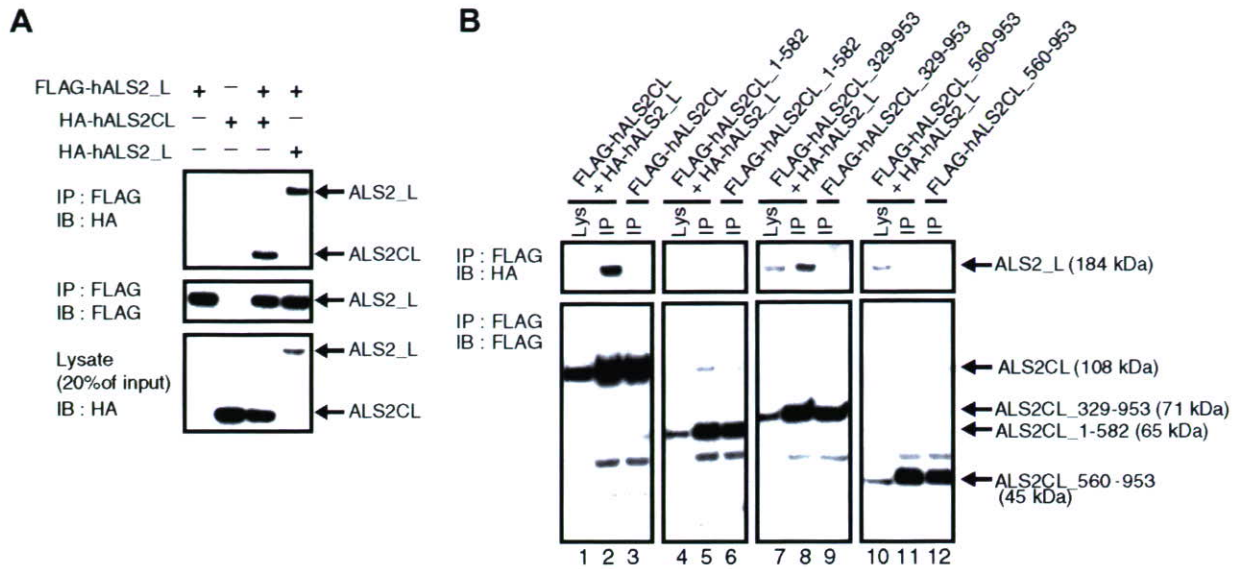 A
FLAG-hALS2_L + – + +
HA-hALS2CL – + + –
HA-hALS2_L – – – +
IP : FLAG
IB : HA
ALS2_L
ALS2CL
IP : FLAG
IB : FLAG
ALS2_L
Lysate
(20%of input)
IB : HA
ALS2_L
ALS2CL
B
FLAG-hALS2CL
+ HA-hALS2_L
FLAG-hALS2CL
FLAG-hALS2CL_1-582
+ HA-hALS2_L
FLAG-hALS2CL_1-582
FLAG-hALS2CL_329-953
+ HA-hALS2_L
FLAG-hALS2CL_329-953
FLAG-hALS2CL_560-953
+ HA-hALS2_L
FLAG-hALS2CL_560-953
Lys IP IP Lys IP IP Lys IP IP Lys IP IP
IP : FLAG
IB : HA
ALS2_L (184 kDa)
IP : FLAG
IB : FLAG
ALS2CL (108 kDa)
ALS2CL_329-953 (71 kDa)
ALS2CL_1-582 (65 kDa)
ALS2CL_560-953
(45 kDa)
1 2 3 4 5 6 7 8 9 10 11 12